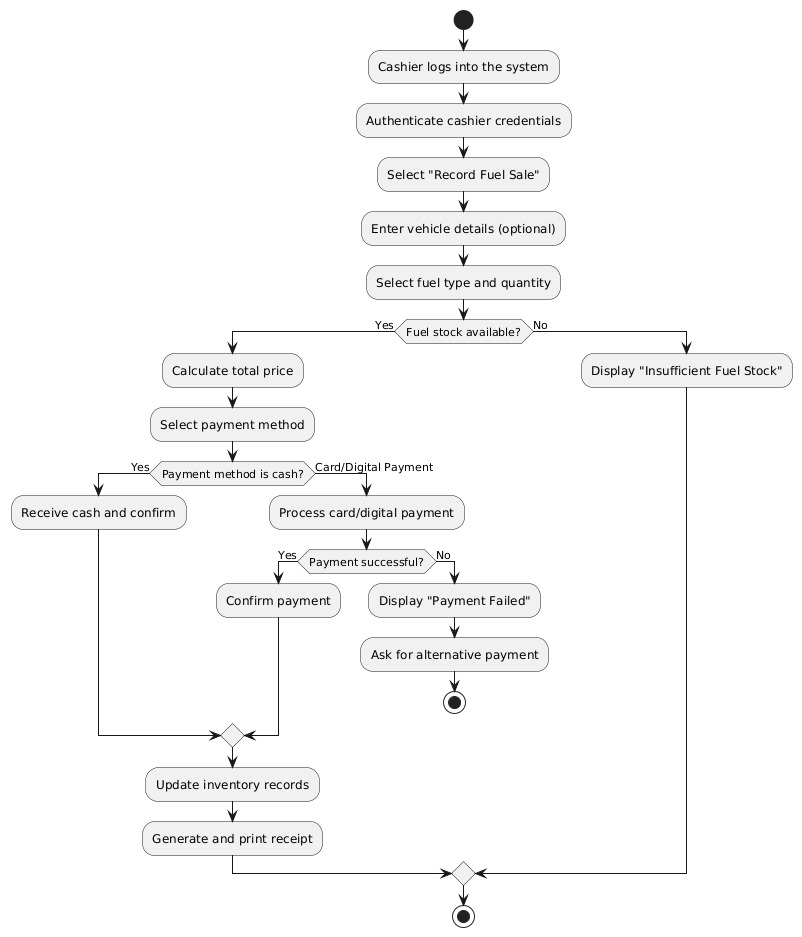 Cashier logs into the system
Authenticate cashier credentials
Select "Record Fuel Sale"
Enter vehicle details (optional)
Select fuel type and quantity
Yes
Fuel stock available?
No
Calculate total price
Display "Insufficient Fuel Stock"
Select payment method
Yes
Payment method is cash?
Card/Digital Payment
Receive cash and confirm
Process card/digital payment
Yes
Payment successful?
No
Confirm payment
Display "Payment Failed"
Ask for alternative payment
Update inventory records
Generate and print receipt